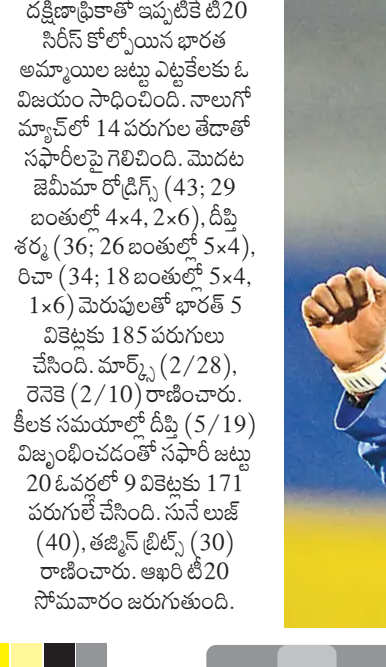 దక్షిణాఫ్రికాతో ఇప్పటికే టి20
సిరీస్ కోల్పోయిన భారత
అమ్మాయిల జట్టు ఎట్టకేలకు ఓ
విజయం సాధించింది. నాలుగో
మ్యాచ్‌లో 14 పరుగుల తేడాతో
సఫారీలపై గెలిచింది. మొదట
జెమీమా రోడ్రిగ్స్ (43; 29
బంతుల్లో 4×4, 2×6), దీప్తి
శర్మ (36; 26 బంతుల్లో 5×4),
రిచా (34; 18 బంతుల్లో 5×4,
1×6) మెరుపులతో భారత్ 5
వికెట్లకు 185 పరుగులు
చేసింది. మార్క్స్ (2/28),
రెనెకె (2/10) రాణించారు.
కీలక సమయాల్లో దీప్తి (5/19)
విజృంభించడంతో సఫారీ జట్టు
20 ఓవర్లలో 9 వికెట్లకు 171
పరుగులే చేసింది. సునే లుజ్
(40), తజ్మిన్ బ్రిట్స్ (30)
రాణించారు. ఆఖరి టీ20
సోమవారం జరుగుతుంది.